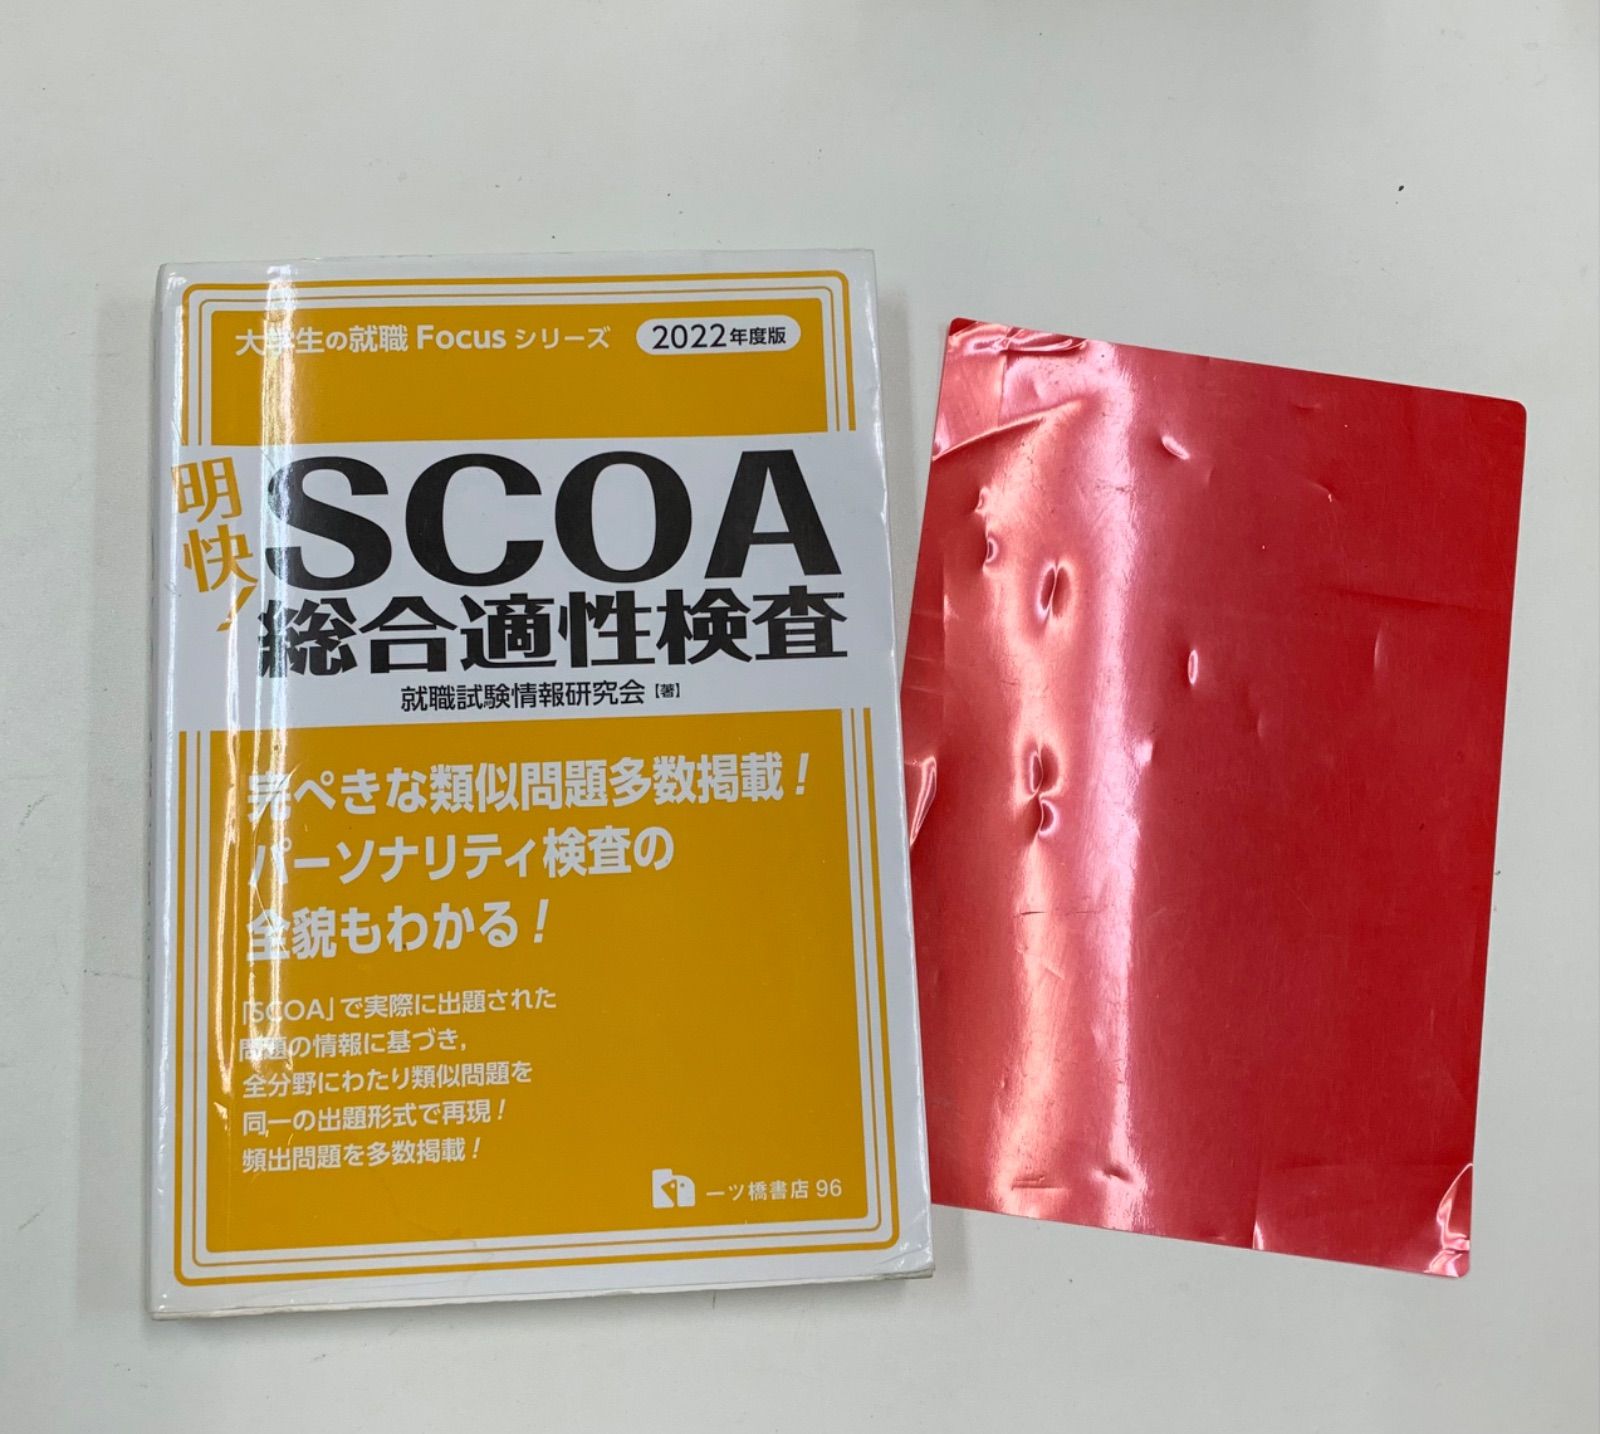 大学生の就職 Focus シリーズ 2022年度版
明快!
SCOA
総合適性検査
就職試験情報研究会【著】
完ぺきな類似問題多数掲載!
パーソナリティ検査の
全貌もわかる!
「SCOA」で実際に出題された
問題の情報に基づき,
全分野にわたり類似問題を
同一の出題形式で再現!
頻出問題を多数掲載!
一ツ橋書店 96